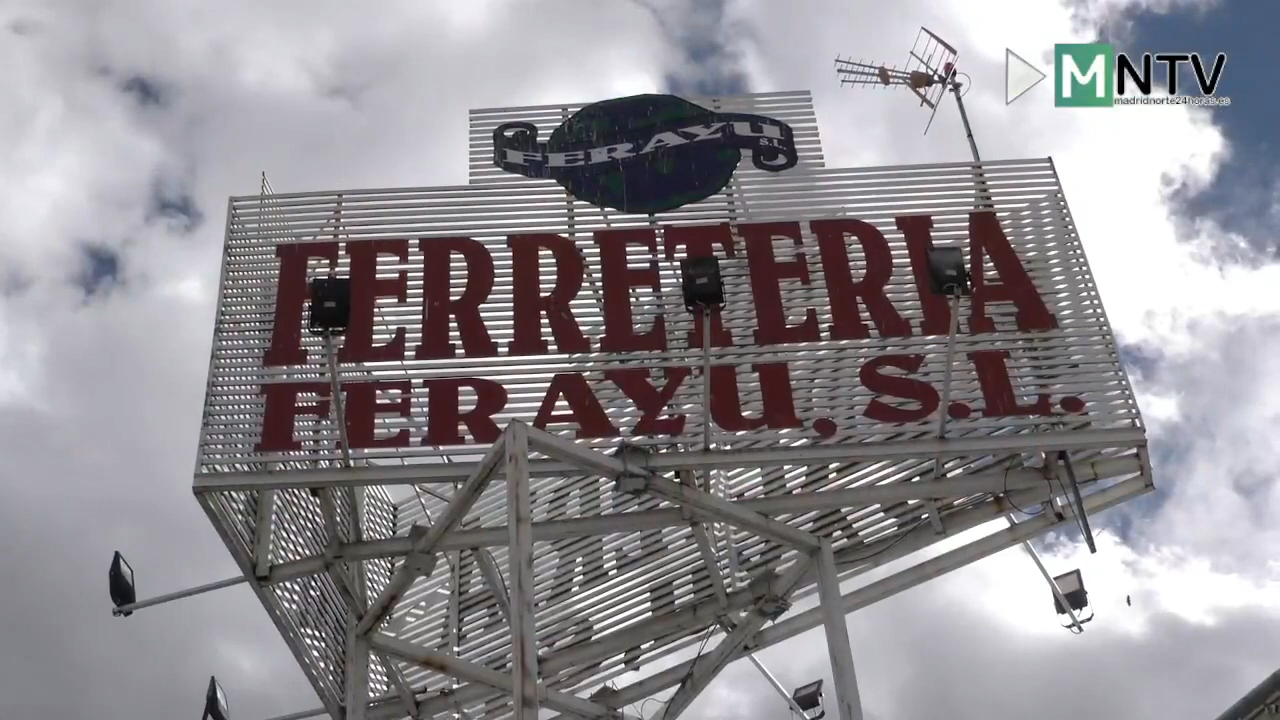 MNTV
madridnorte24horas.es
FERAYU
S.L.
FERRETERIA
FERAYU. S.L.